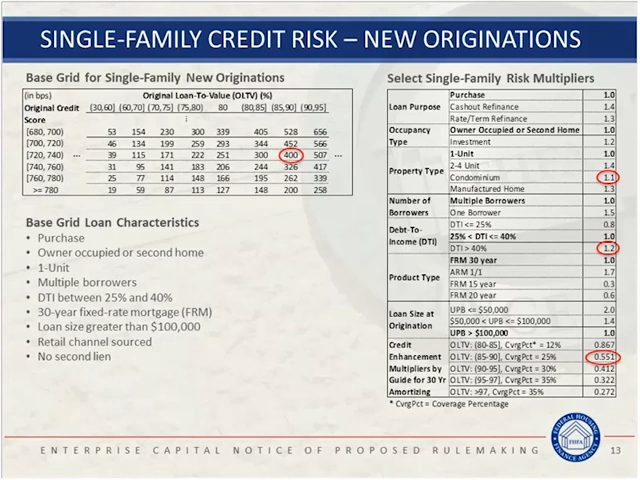 SINGLE-FAMILY CREDIT RISK – NEW ORIGINATIONS
Base Grid for Single-Family New Originations
(in bps.) Original Loan-To-Value (OLTV) (%)
Original Credit Score (30,60] (60,70] (70,75] (75,80) 80 (80,85] (85,90] (90,95]
[680, 700) 53 154 230 300 339 405 528 656
[700, 720) 46 134 199 259 293 344 452 566
[720, 740) ... 39 115 171 222 251 300 400 507 ...
[740, 760) 31 95 141 183 206 244 326 417
[760, 780) 25 77 114 148 166 195 262 339
>= 780 19 59 87 113 127 148 200 258
Base Grid Loan Characteristics
• Purchase
• Owner occupied or second home
• 1-Unit
• Multiple borrowers
• DTI between 25% and 40%
• 30-year fixed-rate mortgage (FRM)
• Loan size greater than $100,000
• Retail channel sourced
• No second lien
Select Single-Family Risk Multipliers
Loan Purpose
Purchase 1.0
Cashout Refinance 1.4
Rate/Term Refinance 1.3
Occupancy Type
Owner Occupied or Second Home 1.0
Investment 1.2
Property Type
1-Unit 1.0
2-4 Unit 1.4
Condominium 1.1
Manufactured Home 1.3
Number of Borrowers
Multiple Borrowers 1.0
One Borrower 1.5
Debt-To-Income (DTI)
DTI <= 25% 0.8
25% < DTI <= 40% 1.0
DTI > 40% 1.2
Product Type
FRM 30 year 1.0
ARM 1/1 1.7
FRM 15 year 0.3
FRM 20 year 0.6
Loan Size at Origination
UPB <= $50,000 2.0
$50,000 < UPB <= $100,000 1.4
UPB > $100,000 1.0
Credit Enhancement Multipliers by Guide for 30 Yr Amortizing
OLTV: (80-85], CvrgPct* = 12% 0.867
OLTV: (85-90], CvrgPct = 25% 0.551
OLTV: (90-95], CvrgPct = 30% 0.412
OLTV: (95-97], CvrgPct = 35% 0.322
OLTV: >97, CvrgPct = 35% 0.272
* CvrgPct = Coverage Percentage
ENTERPRISE CAPITAL NOTICE OF PROPOSED RULEMAKING
FEDERAL HOUSING FINANCE AGENCY
FHFA
13